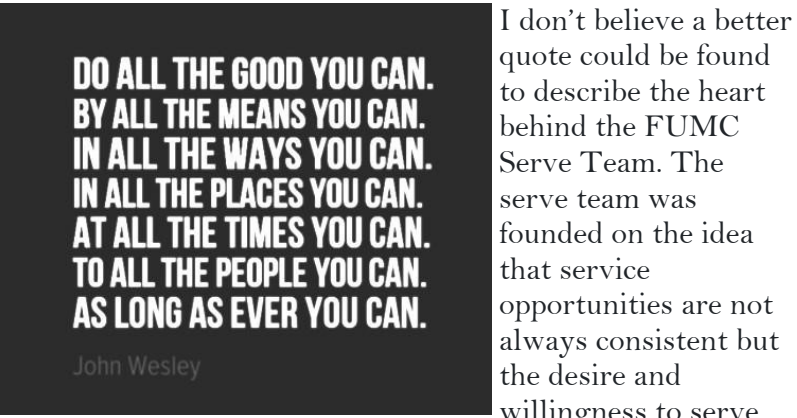 DO ALL THE GOOD YOU CAN.
BY ALL THE MEANS YOU CAN.
IN ALL THE WAYS YOU CAN.
IN ALL THE PLACES YOU CAN.
AT ALL THE TIMES YOU CAN.
TO ALL THE PEOPLE YOU CAN.
AS LONG AS EVER YOU CAN.
John Wesley
I don’t believe a better
quote could be found
to describe the heart
behind the FUMC
Serve Team. The
serve team was
founded on the idea
that service
opportunities are not
always consistent but
the desire and
willingness to serve